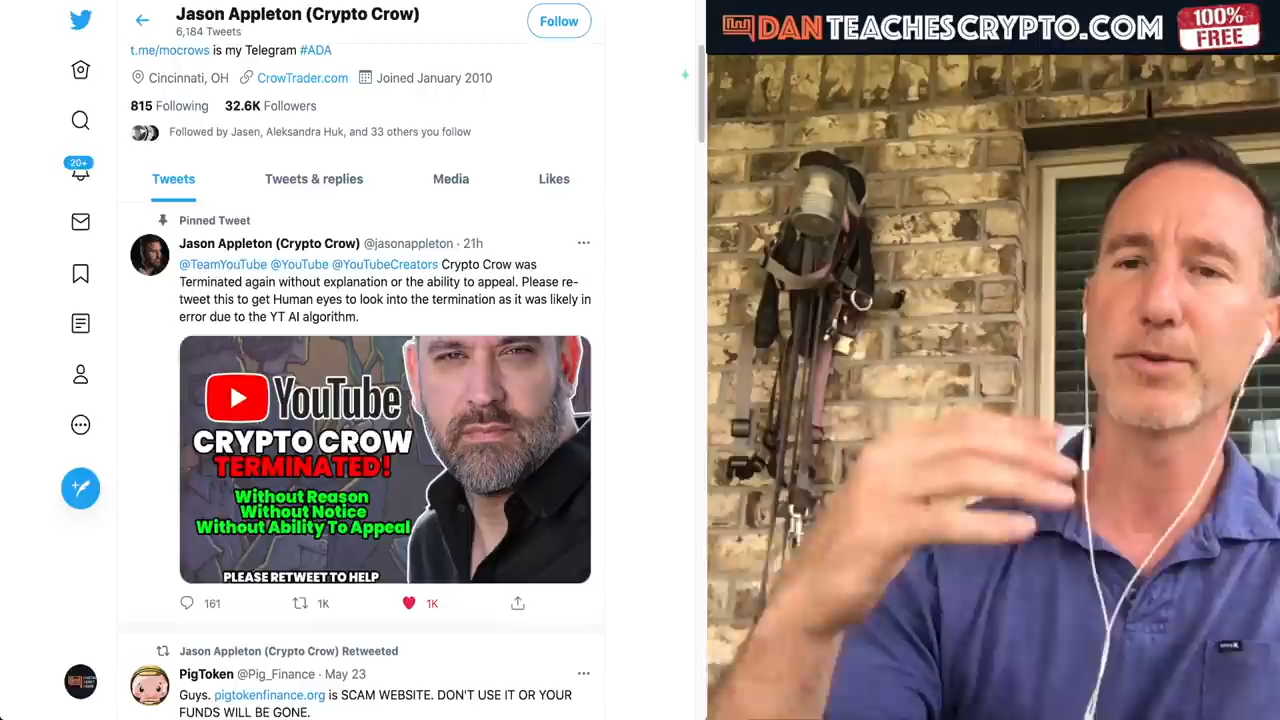 Jason Appleton (Crypto Crow)
6,184 Tweets
Follow
t.me/mocrows is my Telegram #ADA
Cincinnati, OH CrowTrader.com Joined January 2010
815 Following 32.6K Followers
Followed by Jasen, Aleksandra Huk, and 33 others you follow
20+
Tweets Tweets & replies Media Likes
Pinned Tweet
Jason Appleton (Crypto Crow) @jasonappleton · 21h
@TeamYouTube @YouTube @YouTubeCreators Crypto Crow was
Terminated again without explanation or the ability to appeal. Please re-
tweet this to get Human eyes to look into the termination as it was likely in
error due to the YT AI algorithm.
YouTube
CRYPTO CROW
TERMINATED!
Without Reason
Without Notice
Without Ability To Appeal
PLEASE RETWEET TO HELP
161 1K 1K
Jason Appleton (Crypto Crow) Retweeted
PigToken @Pig_Finance · May 23
Guys. pigtokenfinance.org is SCAM WEBSITE. DON'T USE IT OR YOUR
FUNDS WILL BE GONE.
DANTEACHESCRYPTO.COM
100%
FREE